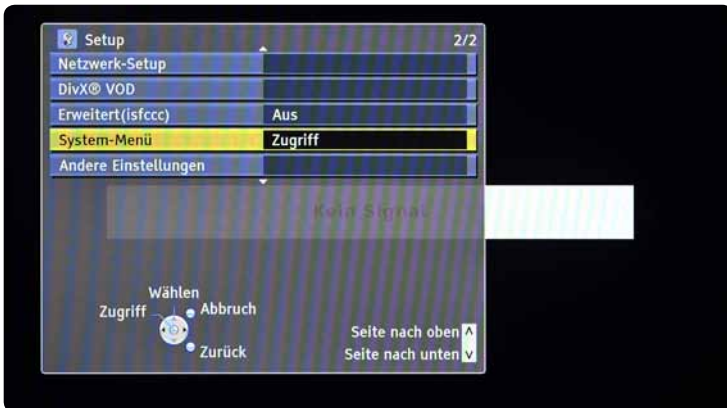 Setup 2/2
Netzwerk-Setup
DivX® VOD
Erweitert(isfccc) Aus
System-Menü Zugriff
Andere Einstellungen
Kein Signal
Wählen
Zugriff Abbruch
Zurück
Seite nach oben ʌ
Seite nach unten v